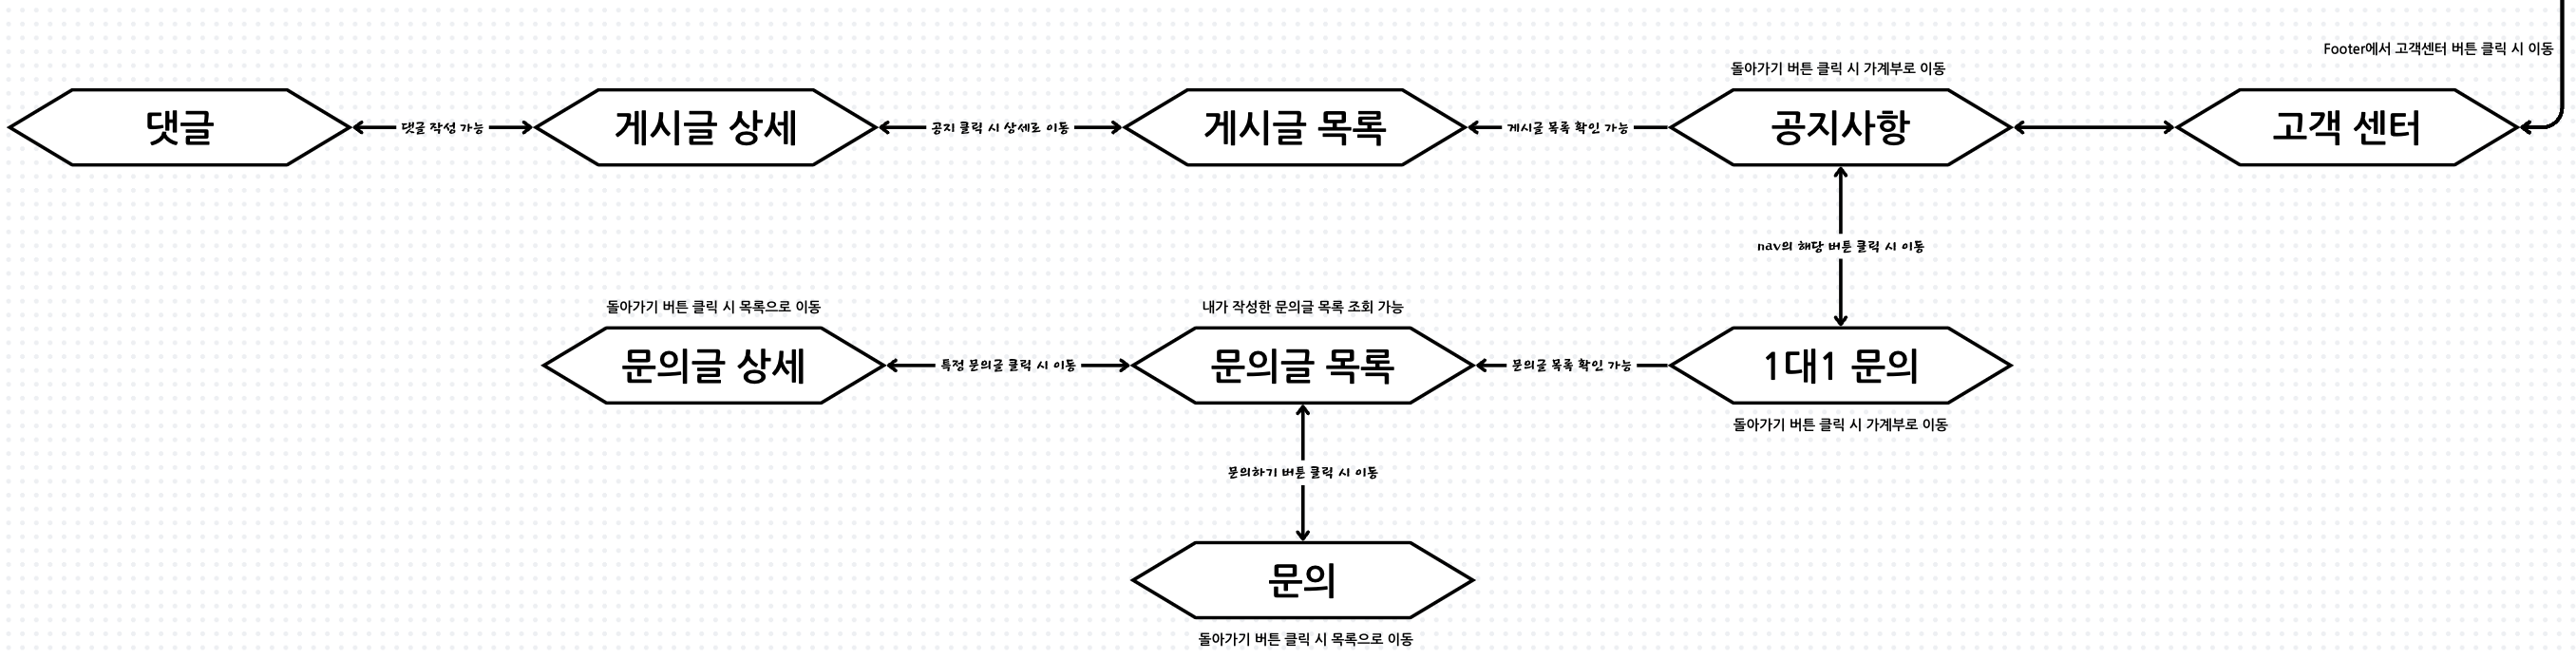 Footer에서 고객센터 버튼 클릭 시 이동
돌아가기 버튼 클릭 시 가계부로 이동
댓글
댓글 작성 가능
게시글 상세
공지 클릭 시 상세로 이동
게시글 목록
게시글 목록 확인 가능
공지사항
고객 센터
nav의 해당 버튼 클릭 시 이동
돌아가기 버튼 클릭 시 목록으로 이동
내가 작성한 문의글 목록 조회 가능
문의글 상세
특정 문의글 클릭 시 이동
문의글 목록
문의글 목록 확인 가능
1대1 문의
돌아가기 버튼 클릭 시 가계부로 이동
문의하기 버튼 클릭 시 이동
문의
돌아가기 버튼 클릭 시 목록으로 이동